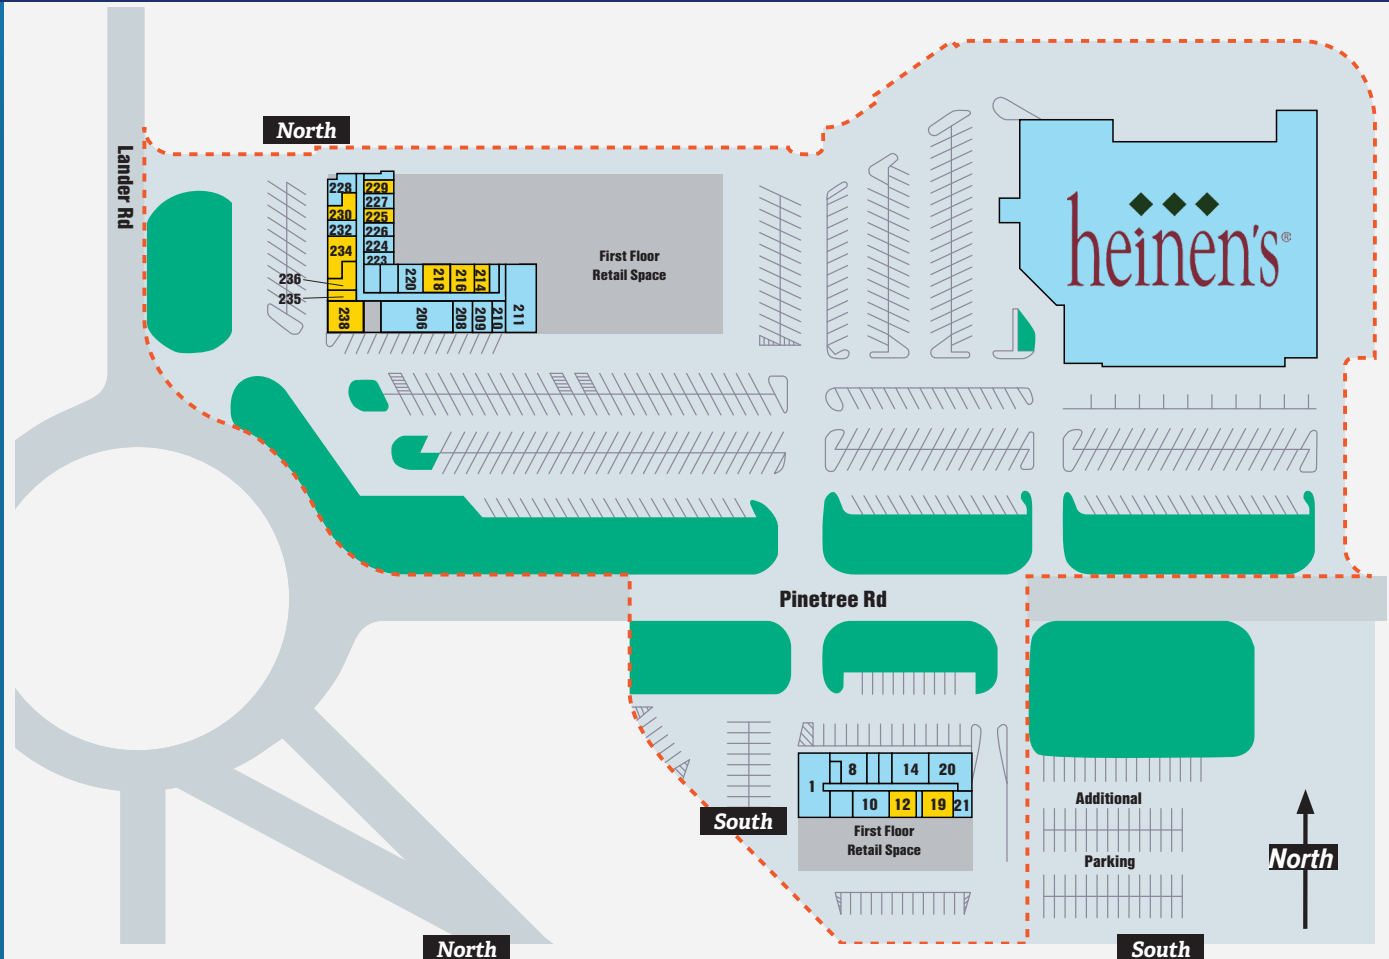 North
Lander Rd
228
229
227
230
225
232
226
224
234
223
236
235
220
218
216
214
238
206
208
209
210
211
First Floor
Retail Space
heinen's®
Pinetree Rd
1
8
14
20
10
12
19
21
First Floor
Retail Space
South
Additional
Parking
North
North
South